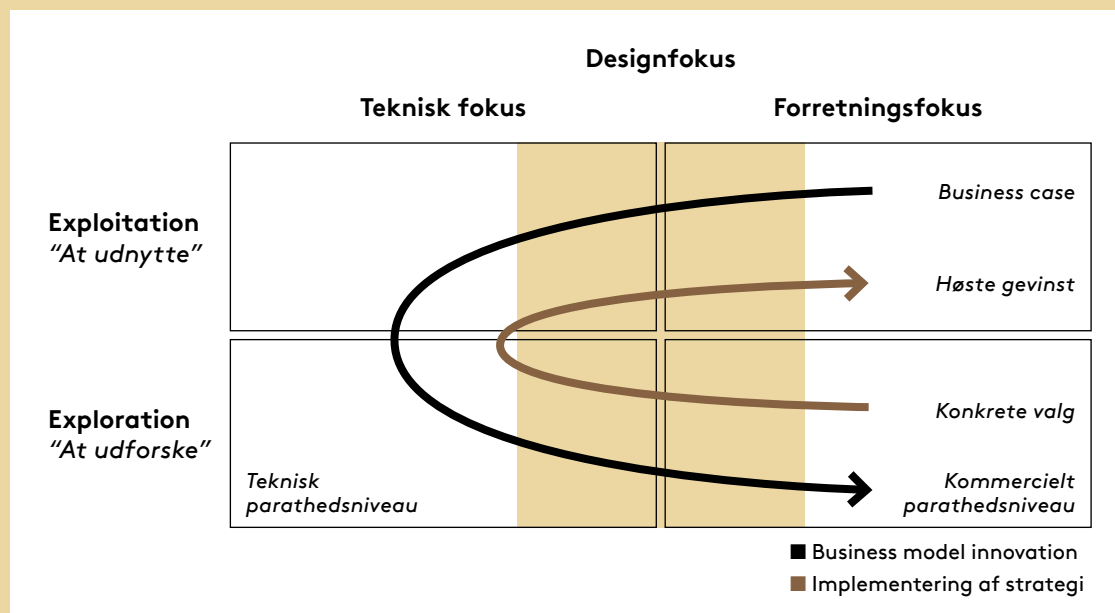 Designfokus
Teknisk fokus
Forretningsfokus
Exploitation
“At udnytte”
Business case
Høste gevinst
Exploration
“At udforske”
Konkrete valg
Teknisk
parathedsniveau
Kommercielt
parathedsniveau
Business model innovation
Implementering af strategi